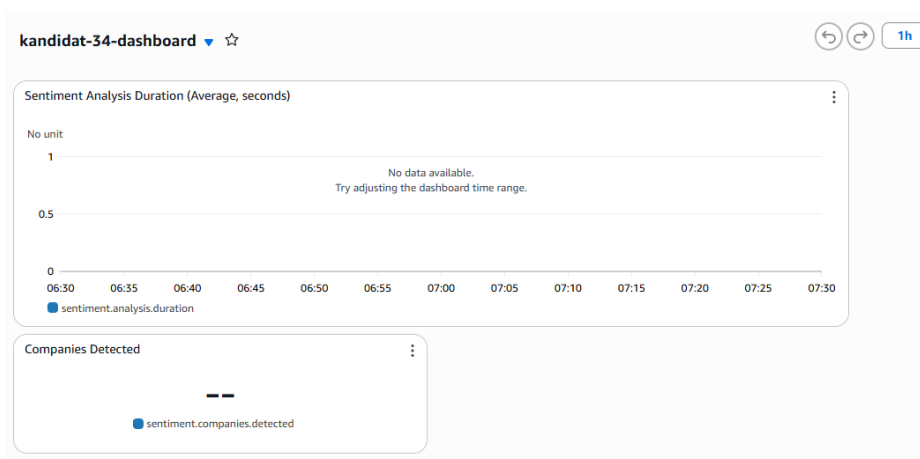 kandidat-34-dashboard
1h
Sentiment Analysis Duration (Average, seconds)
No unit
1
No data available.
Try adjusting the dashboard time range.
0.5
0
06:30 06:35 06:40 06:45 06:50 06:55 07:00 07:05 07:10 07:15 07:20 07:25 07:30
sentiment.analysis.duration
Companies Detected
--
sentiment.companies.detected